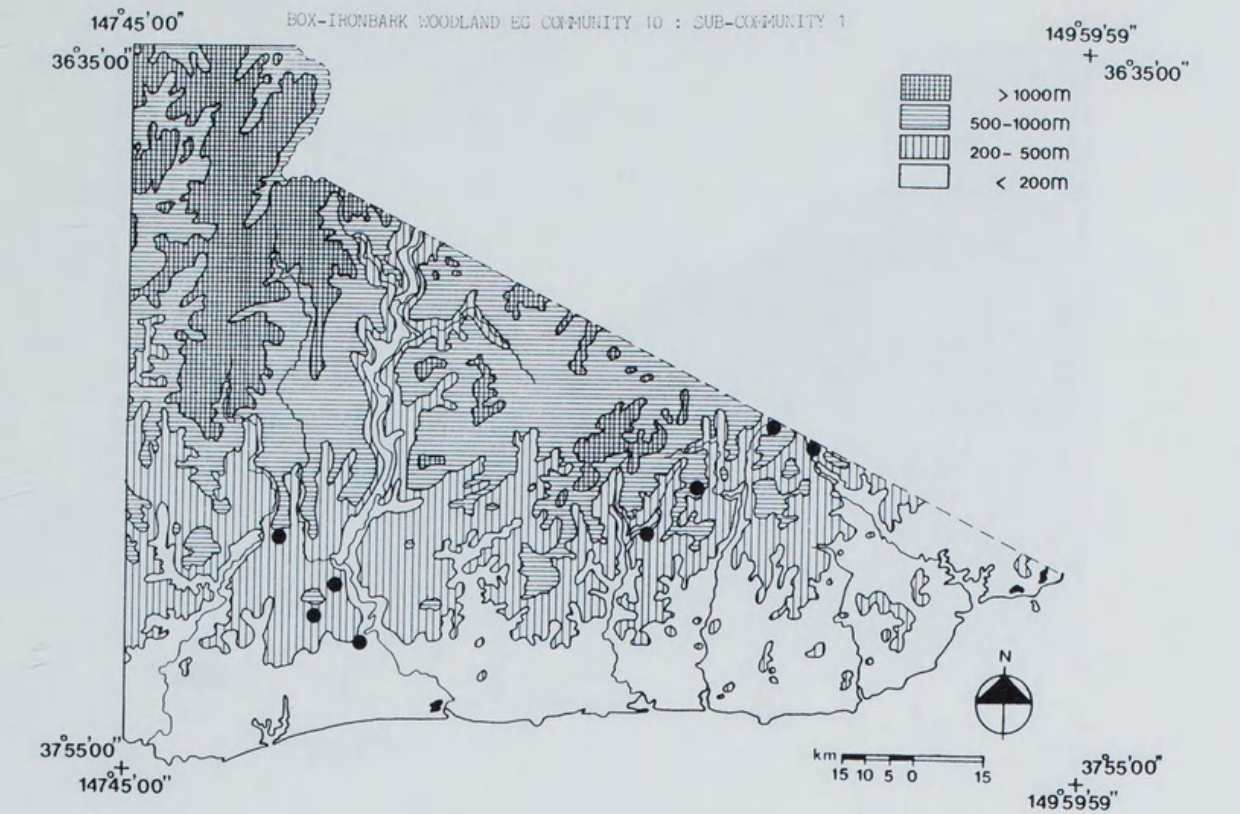 BOX-IRONBARK WOODLAND EG COMMUNITY 10 : SUB-COMMUNITY 1
147°45'00"
36°35'00"
149°59'59"
36°35'00"
>1000m
500-1000m
200- 500m
< 200m
N
km
15 10 5 0 15
37°55'00"
147°45'00"
37°55'00"
149°59'59"